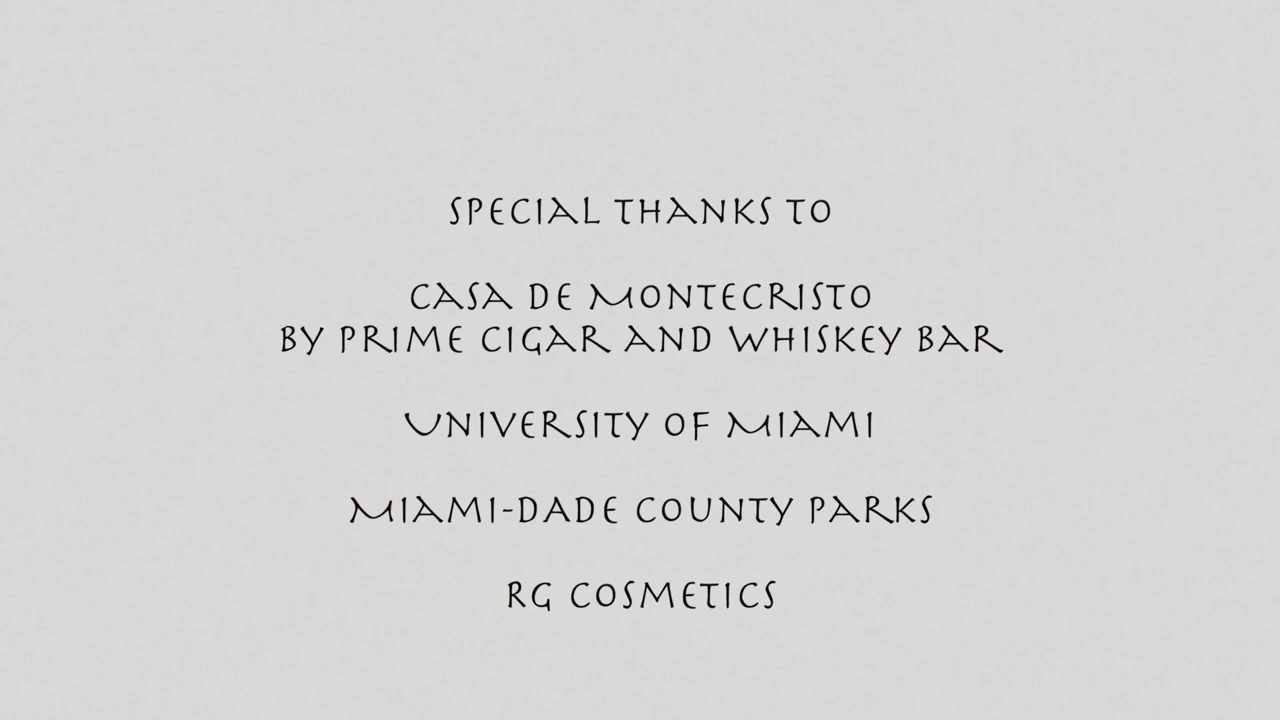 SPECIAL THANKS TO
CASA DE MONTECRISTO
BY PRIME CIGAR AND WHISKEY BAR
UNIVERSITY OF MIAMI
MIAMI-DADE COUNTY PARKS
RG COSMETICS